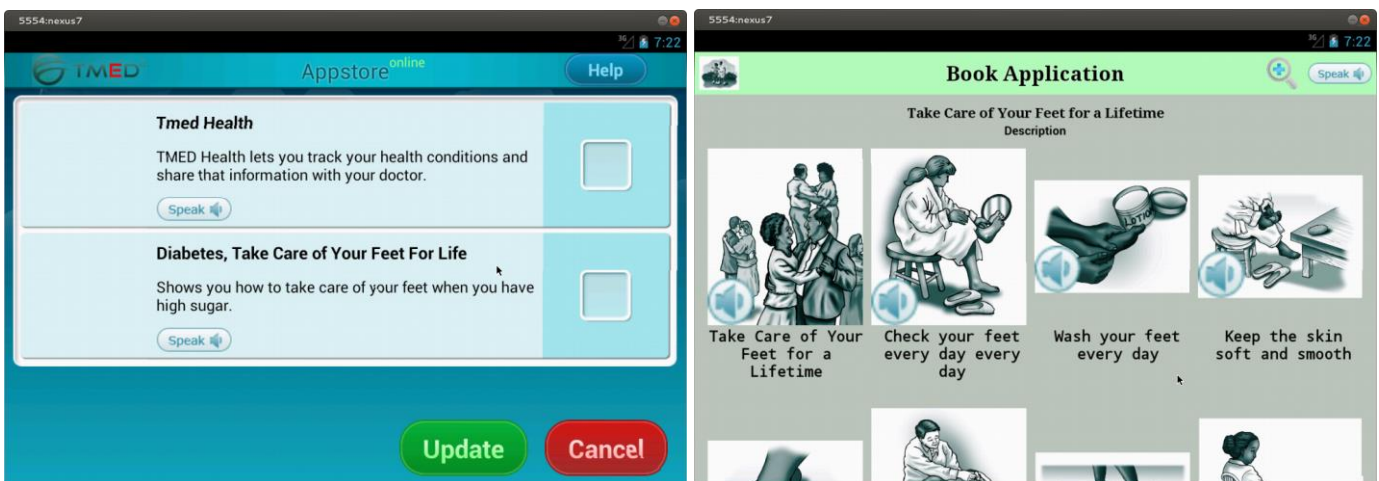 5554:nexus7
3G 7:22
TMED
Appstore online
Help
Tmed Health
TMED Health lets you track your health conditions and
share that information with your doctor.
Speak
Diabetes, Take Care of Your Feet For Life
Shows you how to take care of your feet when you have
high sugar.
Speak
Update
Cancel
5554:nexus7
3G 7:22
Book Application
Speak
Take Care of Your Feet for a Lifetime
Description
LOTION
Take Care of Your
Feet for a
Lifetime
Check your feet
every day every
day
Wash your feet
every day
Keep the skin
soft and smooth